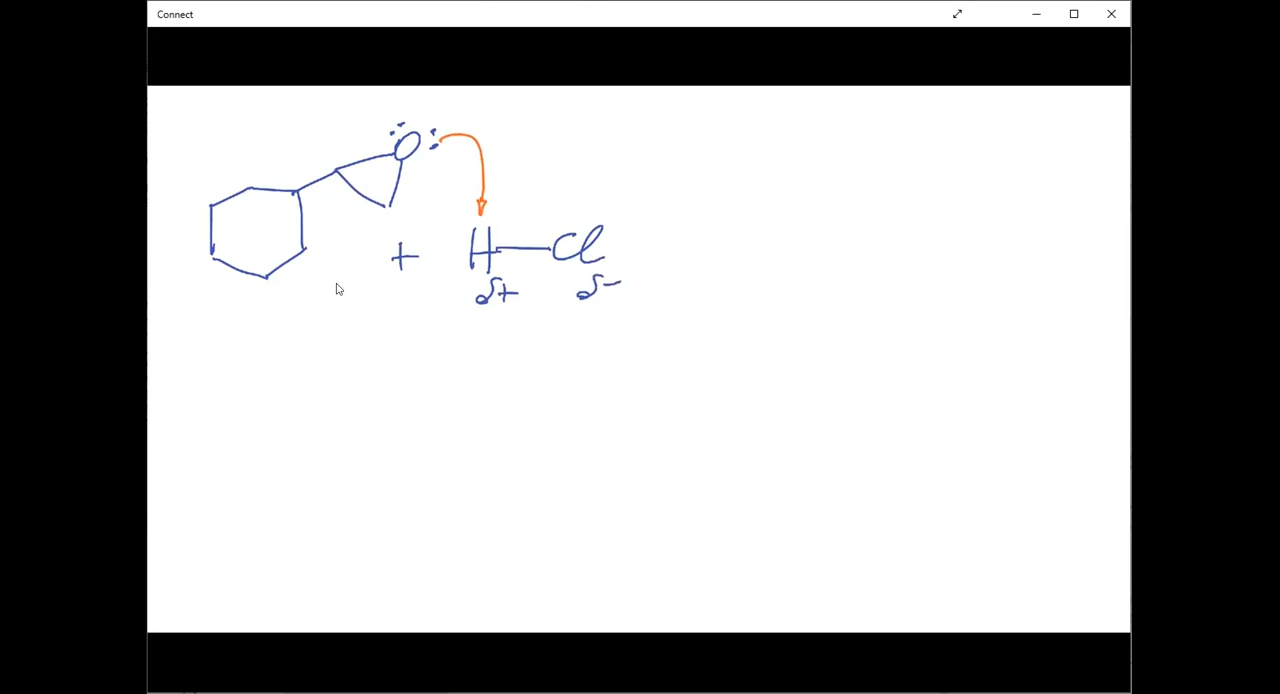 Connect
O
+ H—Cl
δ+ δ−